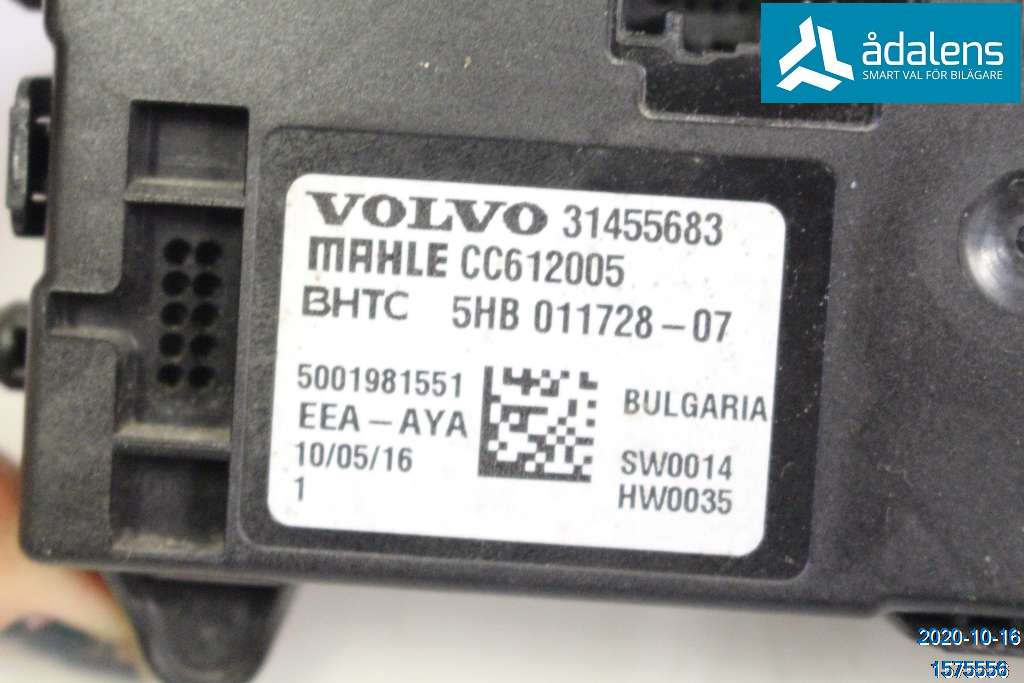 ådalens
SMART VAL FÖR BILÄGARE
VOLVO 31455683
MAHLE CC612005
BHTC 5HB 011728-07
5001981551
EEA-AYA
10/05/16
1
BULGARIA
SW0014
HW0035
2020-10-16
1575556